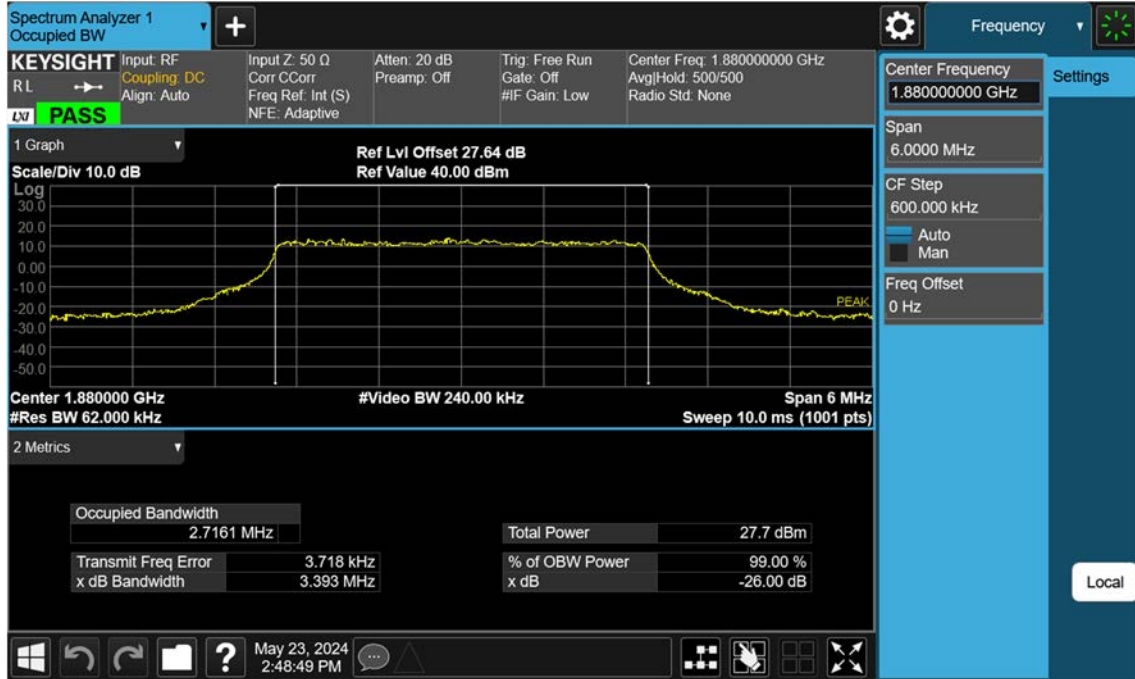 Spectrum Analyzer 1
Occupied BW
+
Frequency
KEYSIGHT
R L
LXI
PASS
Input: RF
Coupling: DC
Align: Auto
Input Z: 50 Ω
Corr CCorr
Freq Ref: Int (S)
NFE: Adaptive
Atten: 20 dB
Preamp: Off
Trig: Free Run
Gate: Off
#IF Gain: Low
Center Freq: 1.880000000 GHz
Avg|Hold: 500/500
Radio Std: None
Center Frequency
1.880000000 GHz
Settings
Span
6.0000 MHz
CF Step
600.000 kHz
Auto
Man
Freq Offset
0 Hz
Local
1 Graph
Scale/Div 10.0 dB
Ref Lvl Offset 27.64 dB
Ref Value 40.00 dBm
Log
30.0
20.0
10.0
0.00
-10.0
-20.0
-30.0
-40.0
-50.0
PEAK
Center 1.880000 GHz
#Video BW 240.00 kHz
Span 6 MHz
#Res BW 62.000 kHz
Sweep 10.0 ms (1001 pts)
2 Metrics
Occupied Bandwidth
2.7161 MHz
Total Power 27.7 dBm
Transmit Freq Error 3.718 kHz
% of OBW Power 99.00 %
x dB Bandwidth 3.393 MHz
x dB -26.00 dB
?
May 23, 2024
2:48:49 PM